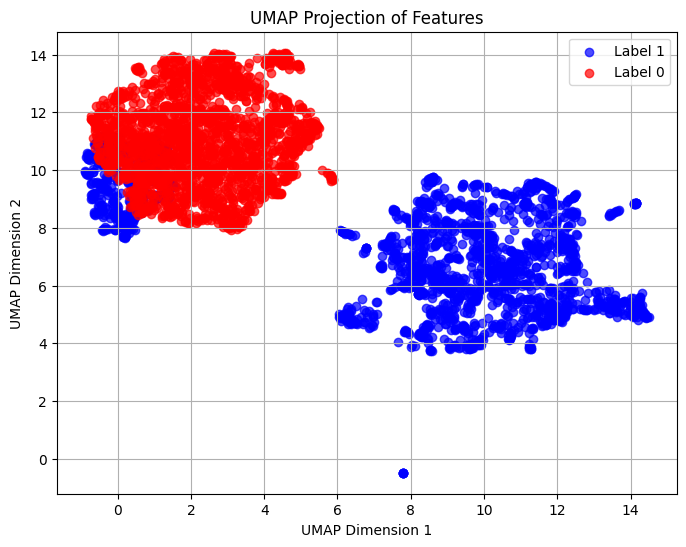 UMAP Projection of Features
Label 1
Label 0
UMAP Dimension 2
14
12
10
8
6
4
2
0
0 2 4 6 8 10 12 14
UMAP Dimension 1